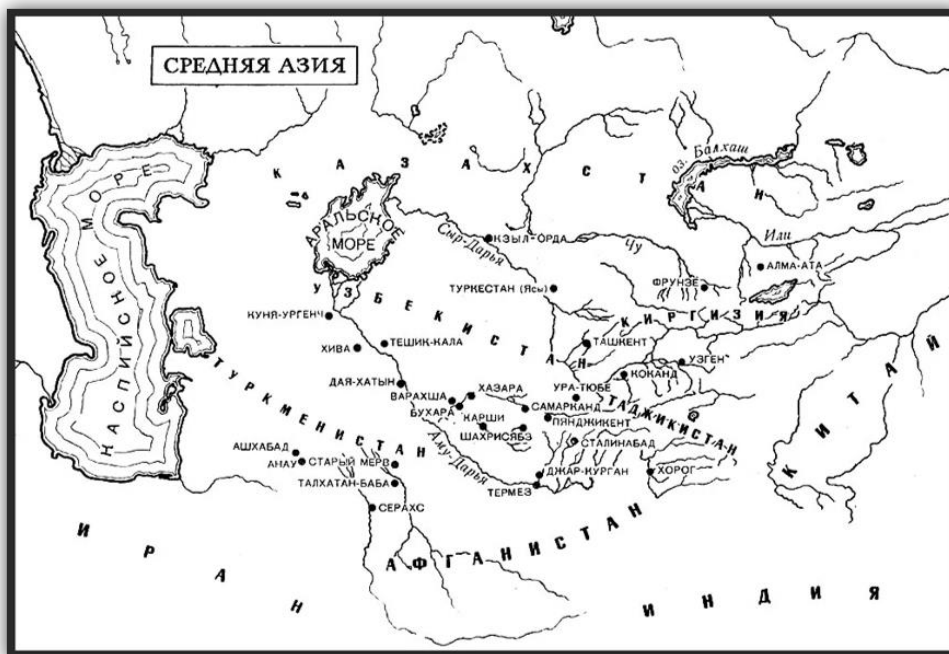 СРЕДНЯЯ АЗИЯ
КАСПИЙСКОЕ МОРЕ
КАЗАХСТАН
оз. Балхаш
АРАЛЬСКОЕ
МОРЕ
Сыр-Дарья
КЗЫЛ-ОРДА
Чу
Или
АЛМА-АТА
ТУРКЕСТАН (Ясы)
ФРУНЗЕ
УЗБЕКИСТАН
КИРГИЗИЯ
КУНЯ-УРГЕНЧ
ХИВА
ТЕШИК-КАЛА
ТАШКЕНТ
УЗГЕН
КОКАНД
КИТАЙ
ТУРКМЕНИСТАН
ДАЯ-ХАТЫН
ВАРАХША
ХАЗАРА
УРА-ТЮБЕ
ТАДЖИКИСТАН
БУХАРА
КАРШИ
САМАРКАНД
ПЯНДЖИКЕНТ
ШАХРИСЯБЗ
СТАЛИНАБАД
Аму-Дарья
АШХАБАД
АНАУ
СТАРЫЙ МЕРВ
ТАЛХАТАН-БАБА
ДЖАР-КУРГАН
ХОРОГ
ТЕРМЕЗ
СЕРАХС
ИРАН
АФГАНИСТАН
ИНДИЯ